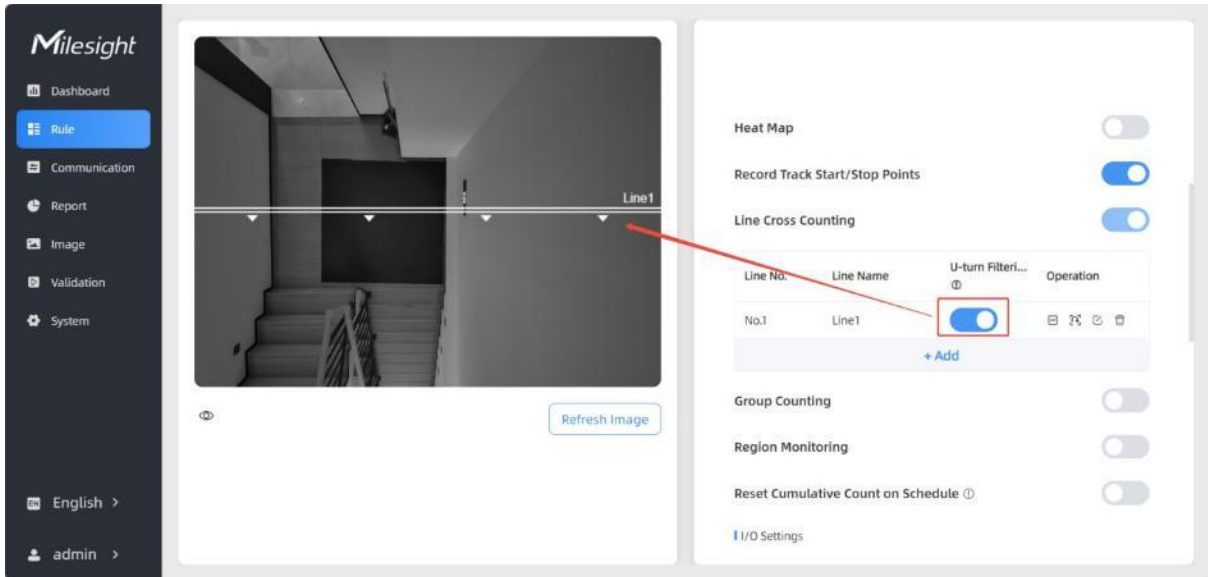 Milesight
Dashboard
Rule
Communication
Report
Image
Validation
System
EN English >
admin >
Line1
Refresh Image
Heat Map
Record Track Start/Stop Points
Line Cross Counting
Line No. Line Name U-turn Filteri... Operation
No.1 Line1
+ Add
Group Counting
Region Monitoring
Reset Cumulative Count on Schedule
I/O Settings